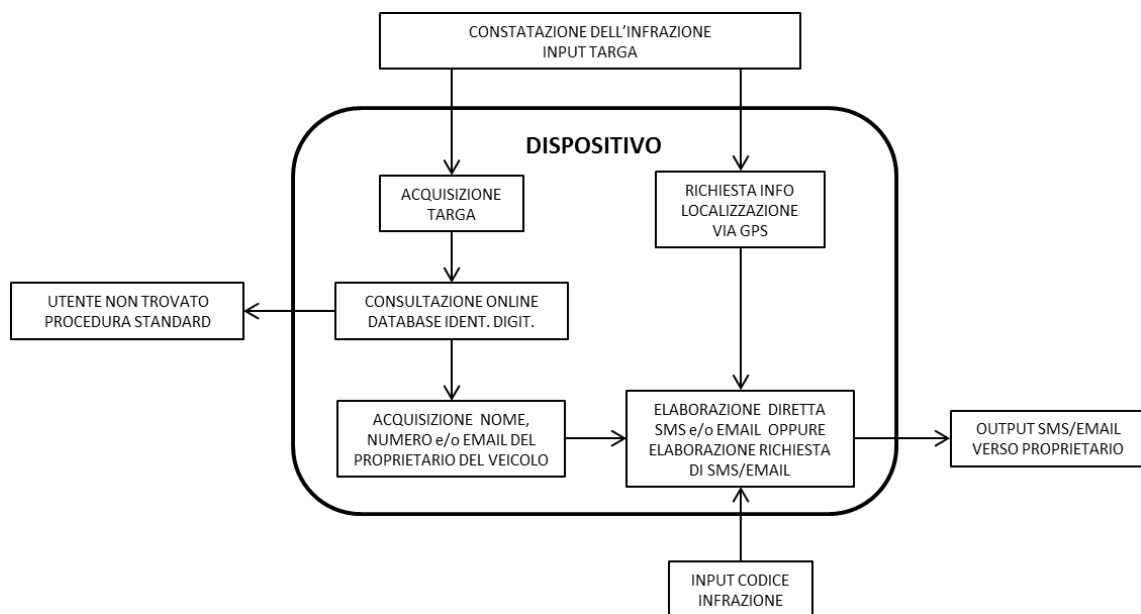 CONSTATAZIONE DELL’INFRAZIONE
INPUT TARGA
DISPOSITIVO
ACQUISIZIONE
TARGA
RICHIESTA INFO
LOCALIZZAZIONE
VIA GPS
UTENTE NON TROVATO
PROCEDURA STANDARD
CONSULTAZIONE ONLINE
DATABASE IDENT. DIGIT.
ACQUISIZIONE NOME,
NUMERO e/o EMAIL DEL
PROPRIETARIO DEL VEICOLO
ELABORAZIONE DIRETTA
SMS e/o EMAIL OPPURE
ELABORAZIONE RICHIESTA
DI SMS/EMAIL
OUTPUT SMS/EMAIL
VERSO PROPRIETARIO
INPUT CODICE
INFRAZIONE